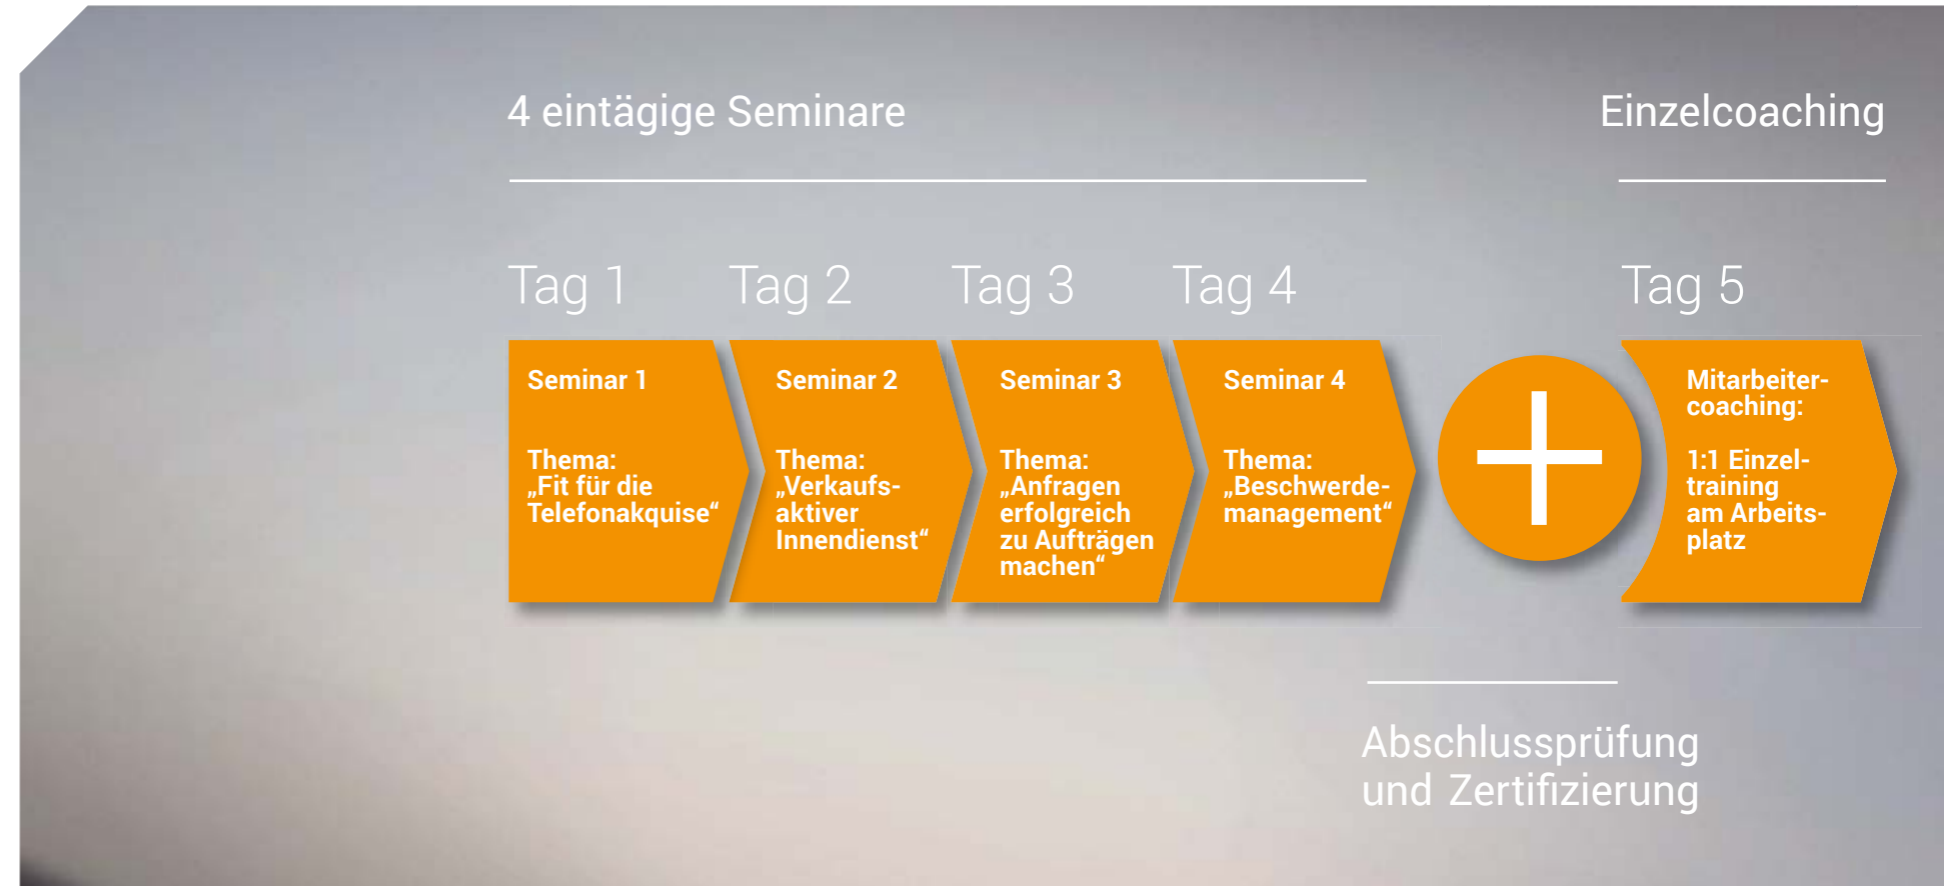 4 eintägige Seminare
Einzelcoaching
Tag 1
Tag 2
Tag 3
Tag 4
Tag 5
Seminar 1
Thema:
„Fit für die
Telefonakquise“
Seminar 2
Thema:
„Verkaufs-
aktiver
Innendienst“
Seminar 3
Thema:
„Anfragen
erfolgreich
zu Aufträgen
machen“
Seminar 4
Thema:
„Beschwerde-
management“
Mitarbeiter-
coaching:
1:1 Einzel-
training
am Arbeits-
platz
Abschlussprüfung
und Zertifizierung